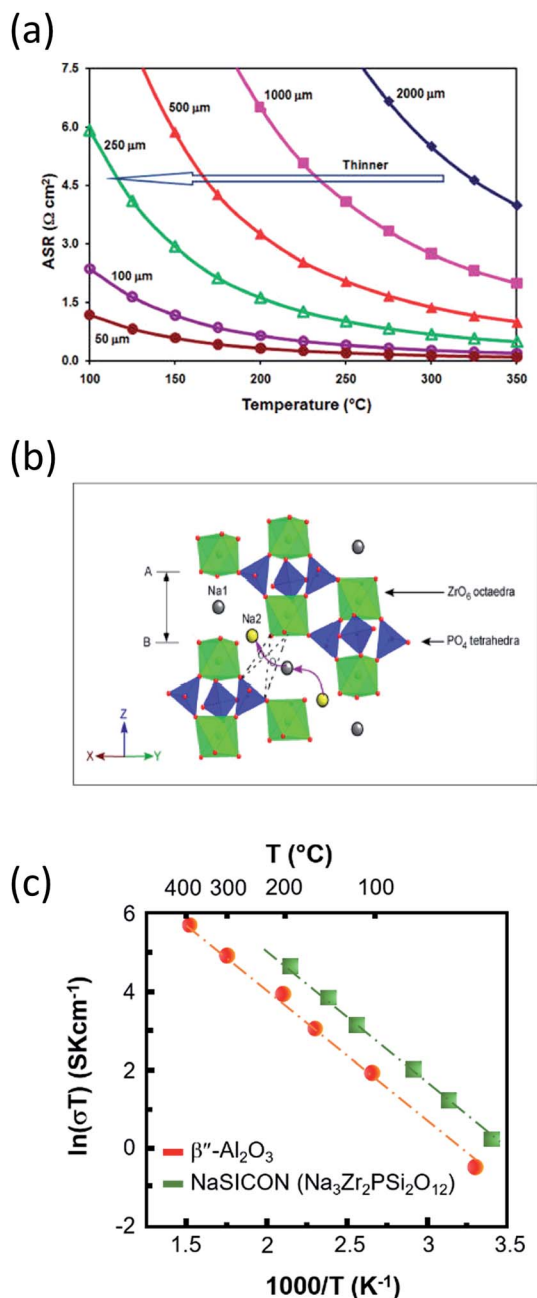 (a)
7.5
6.0
4.5
3.0
1.5
0.0
ASR (Ω cm²)
500 µm
1000 µm
2000 µm
250 µm
Thinner
100 µm
50 µm
100 150 200 250 300 350
Temperature (°C)
(b)
A
Na1
ZrO₆ octaedra
B
Na2
PO₄ tetrahedra
Z
X Y
(c)
T (°C)
400 300 200 100
6
4
2
0
-2
ln(σT) (SKcm⁻¹)
β″-Al₂O₃
NaSICON (Na₃Zr₂PSi₂O₁₂)
1.5 2 2.5 3 3.5
1000/T (K⁻¹)